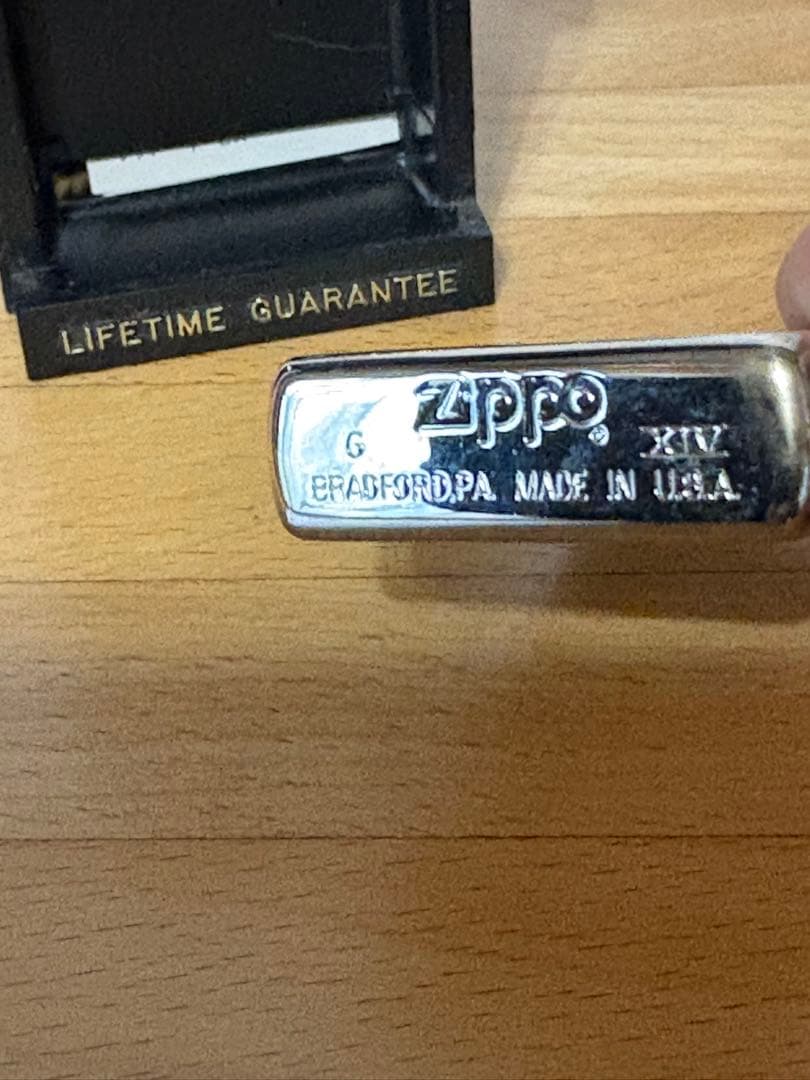 LIFETIME GUARANTEE
Zippo ®
G XIV
BRADFORD,PA. MADE IN U.S.A.